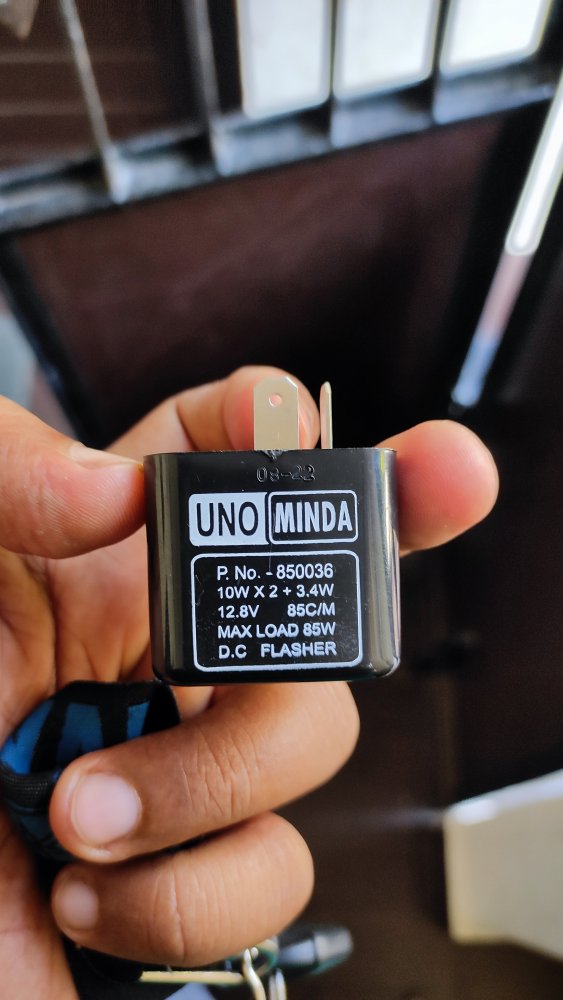 08-22
UNO MINDA
P. No. - 850036
10W X 2 + 3.4W
12.8V 85C/M
MAX LOAD 85W
D.C FLASHER